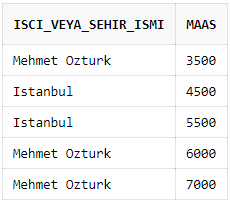 ISCI_VEYA_SEHIR_ISMI MAAS
Mehmet Ozturk 3500
Istanbul 4500
Istanbul 5500
Mehmet Ozturk 6000
Mehmet Ozturk 7000